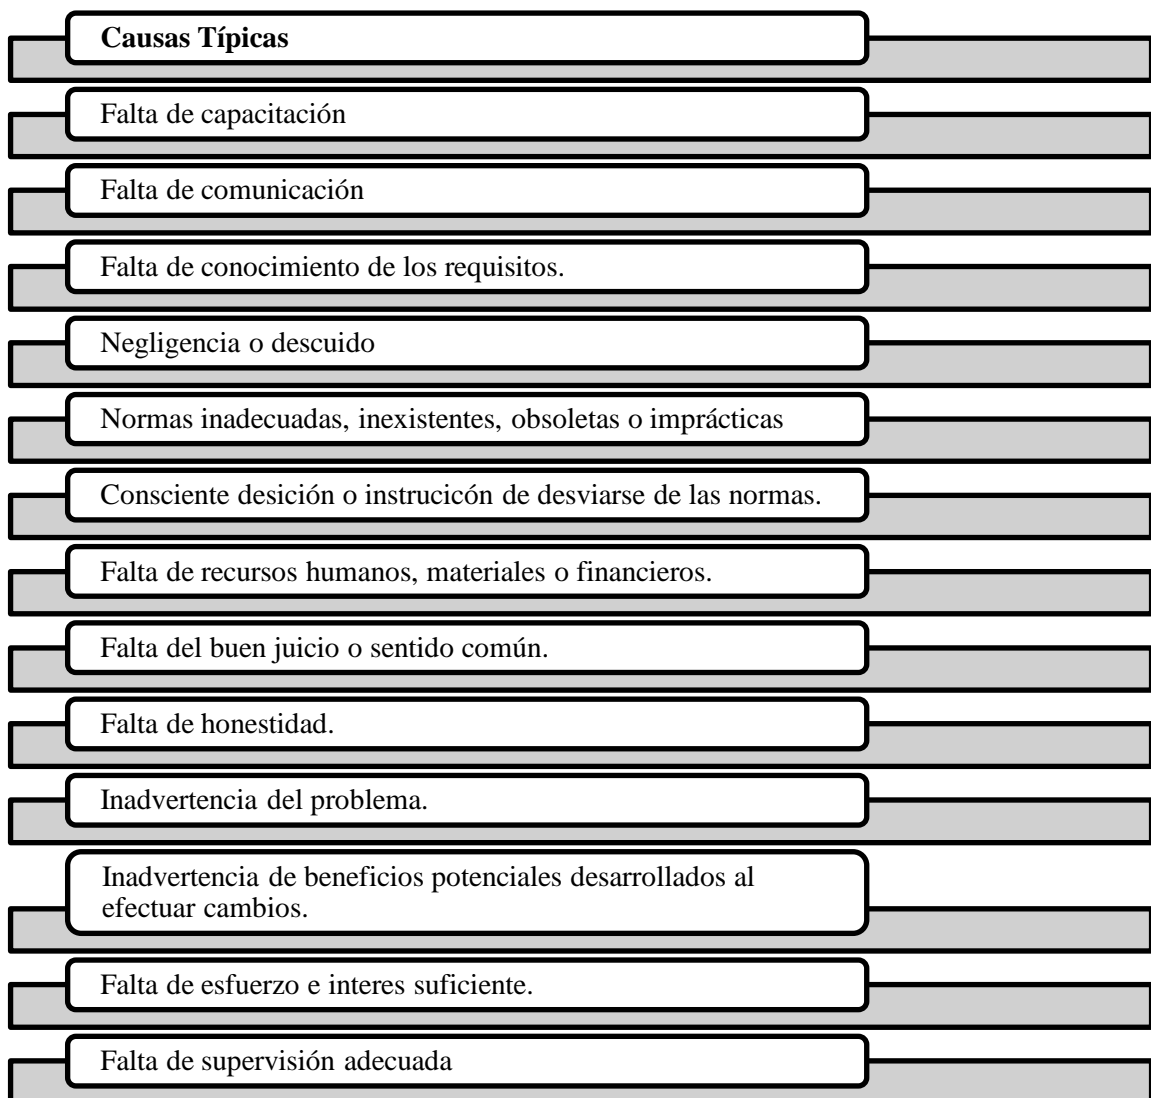 Causas Típicas
Falta de capacitación
Falta de comunicación
Falta de conocimiento de los requisitos.
Negligencia o descuido
Normas inadecuadas, inexistentes, obsoletas o imprácticas
Consciente desición o instrucicón de desviarse de las normas.
Falta de recursos humanos, materiales o financieros.
Falta del buen juicio o sentido común.
Falta de honestidad.
Inadvertencia del problema.
Inadvertencia de beneficios potenciales desarrollados al
efectuar cambios.
Falta de esfuerzo e interes suficiente.
Falta de supervisión adecuada